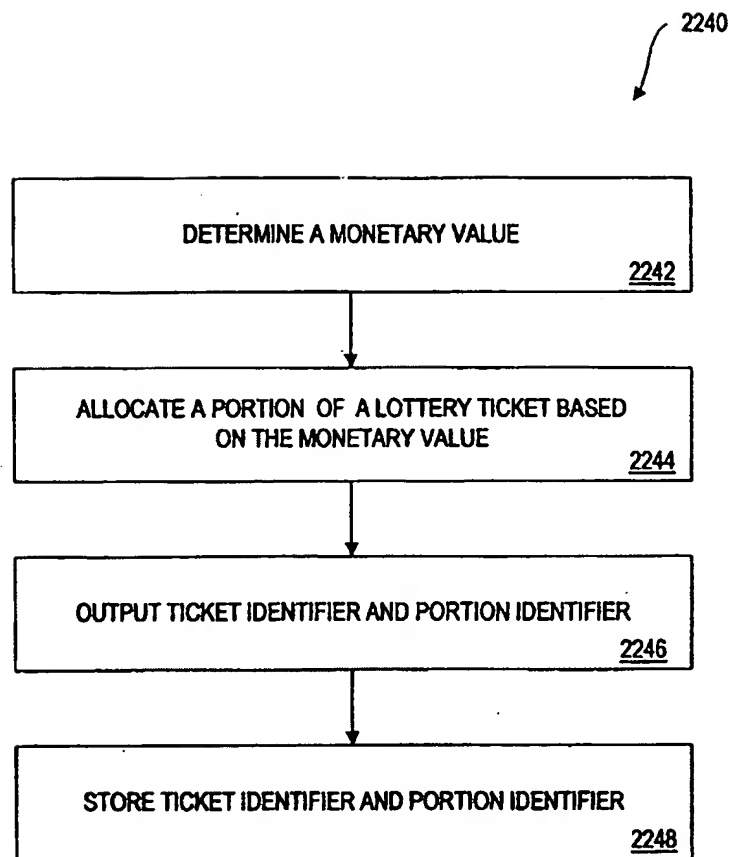 2240
DETERMINE A MONETARY VALUE
2242
ALLOCATE A PORTION OF A LOTTERY TICKET BASED
ON THE MONETARY VALUE
2244
OUTPUT TICKET IDENTIFIER AND PORTION IDENTIFIER
2246
STORE TICKET IDENTIFIER AND PORTION IDENTIFIER
2248